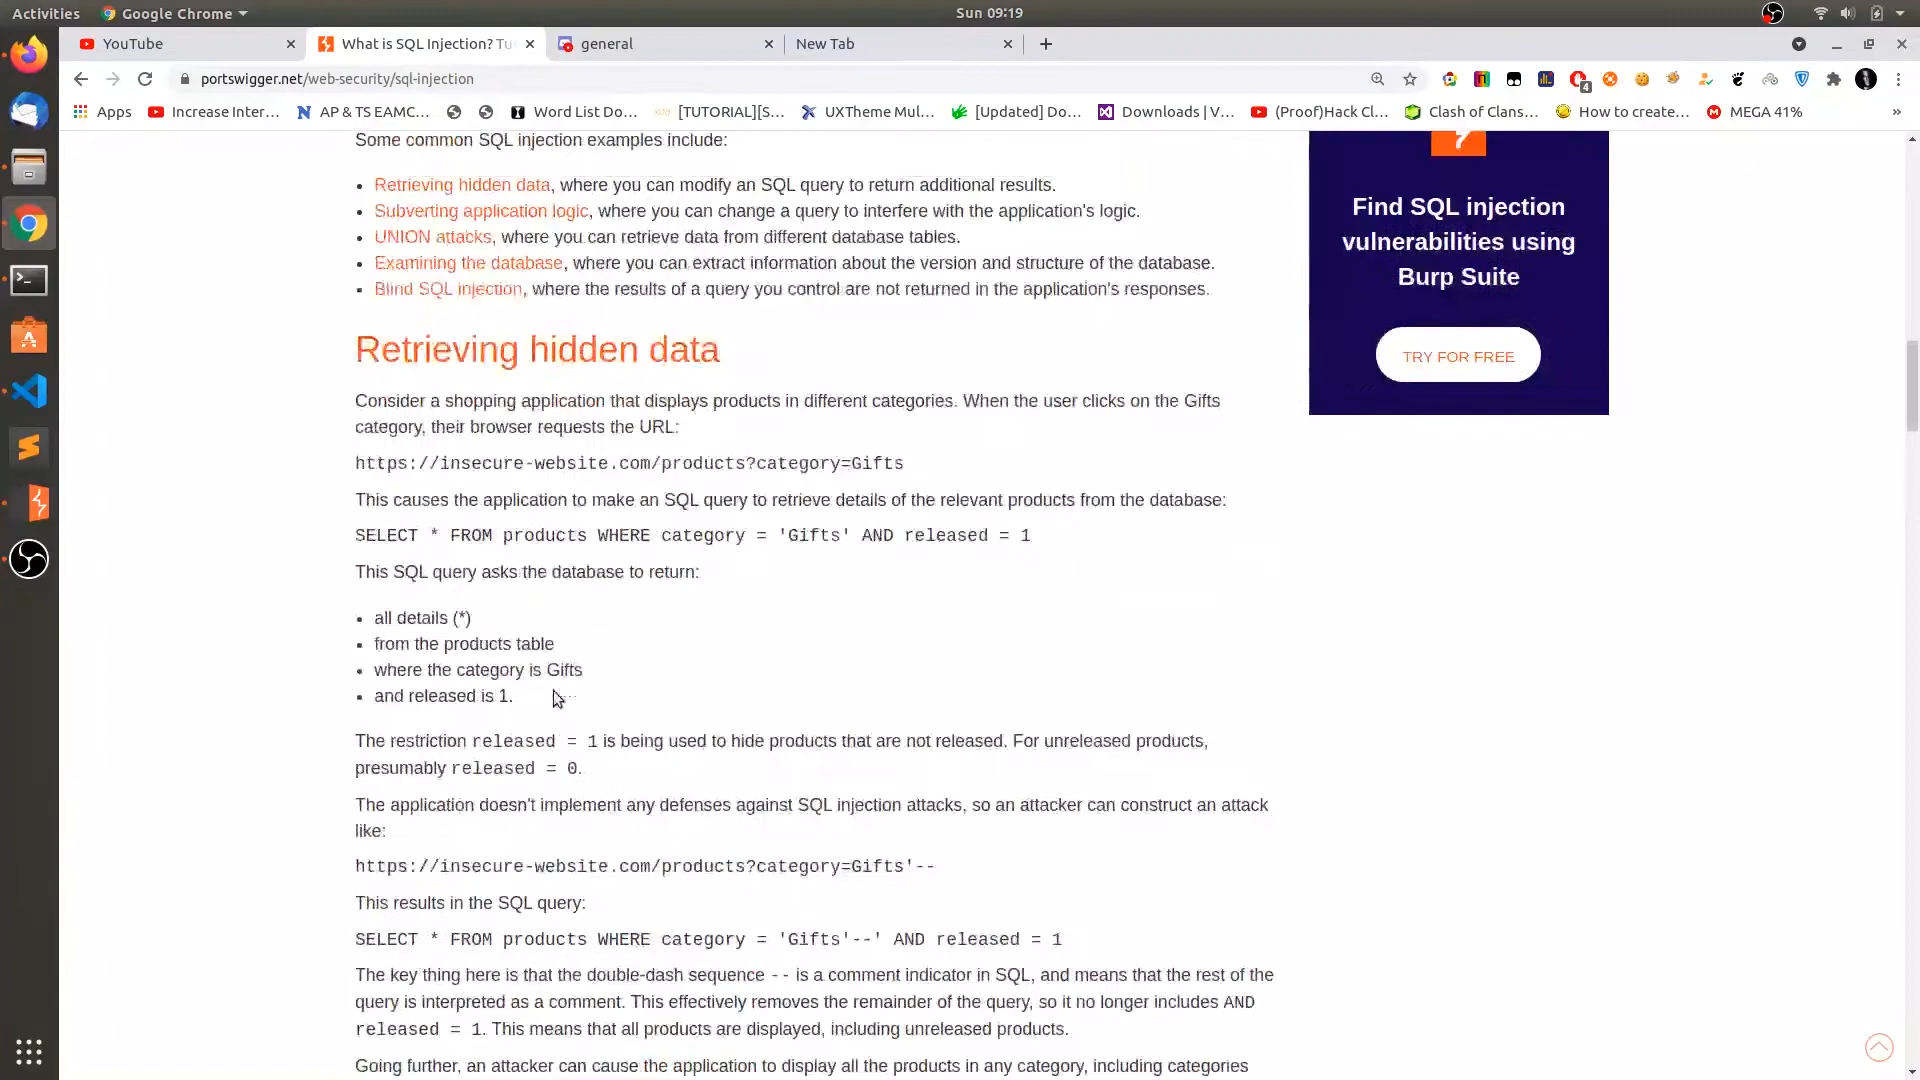 Activities Google Chrome Sun 09:19
YouTube What is SQL Injection? Tu general New Tab
portswigger.net/web-security/sql-injection 4
Apps Increase Inter... AP & TS EAMC... Word List Do... [TUTORIAL][S... UXTheme Mul... [Updated] Do... Downloads | V... (Proof)Hack Cl... Clash of Clans... How to create... MEGA 41% »
Some common SQL injection examples include:
• Retrieving hidden data, where you can modify an SQL query to return additional results.
• Subverting application logic, where you can change a query to interfere with the application's logic.
• UNION attacks, where you can retrieve data from different database tables.
• Examining the database, where you can extract information about the version and structure of the database.
• Blind SQL injection, where the results of a query you control are not returned in the application's responses.
Retrieving hidden data
Consider a shopping application that displays products in different categories. When the user clicks on the Gifts
category, their browser requests the URL:
https://insecure-website.com/products?category=Gifts
This causes the application to make an SQL query to retrieve details of the relevant products from the database:
SELECT * FROM products WHERE category = 'Gifts' AND released = 1
This SQL query asks the database to return:
• all details (*)
• from the products table
• where the category is Gifts
• and released is 1.
The restriction released = 1 is being used to hide products that are not released. For unreleased products,
presumably released = 0.
The application doesn't implement any defenses against SQL injection attacks, so an attacker can construct an attack
like:
https://insecure-website.com/products?category=Gifts'--
This results in the SQL query:
SELECT * FROM products WHERE category = 'Gifts'--' AND released = 1
The key thing here is that the double-dash sequence -- is a comment indicator in SQL, and means that the rest of the
query is interpreted as a comment. This effectively removes the remainder of the query, so it no longer includes AND
released = 1. This means that all products are displayed, including unreleased products.
Going further, an attacker can cause the application to display all the products in any category, including categories
Find SQL injection
vulnerabilities using
Burp Suite
TRY FOR FREE